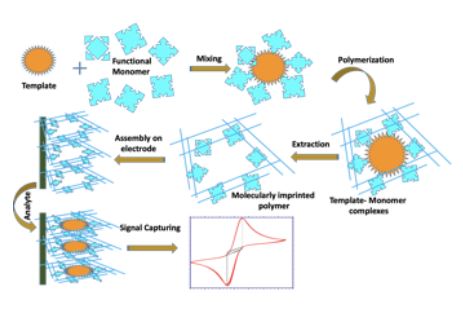 Template
+
Functional
Monomer
Mixing
Polymerization
Template- Monomer
complexes
Extraction
Molecularly imprinted
polymer
Assembly on
electrode
Analyte
Signal Capturing